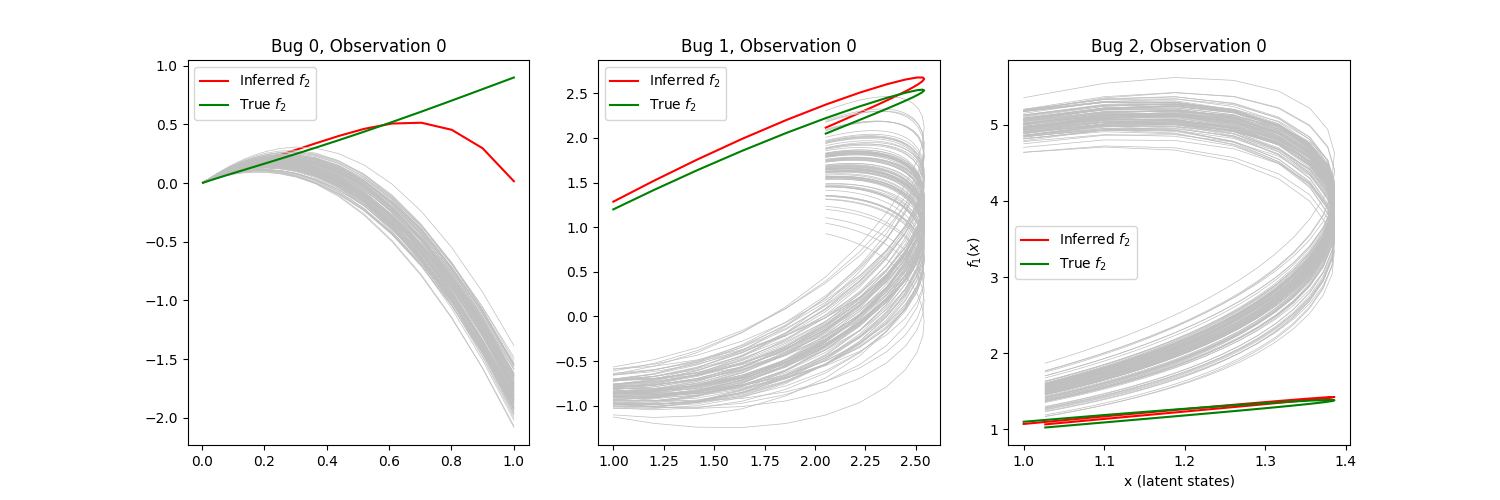 Bug 0, Observation 0
Inferred f₂
True f₂
1.0
0.5
0.0
−0.5
−1.0
−1.5
−2.0
0.0 0.2 0.4 0.6 0.8 1.0
Bug 1, Observation 0
Inferred f₂
True f₂
2.5
2.0
1.5
1.0
0.5
0.0
−0.5
−1.0
1.00 1.25 1.50 1.75 2.00 2.25 2.50
Bug 2, Observation 0
Inferred f₂
True f₂
f₁(x)
5
4
3
2
1
1.0 1.1 1.2 1.3 1.4
x (latent states)